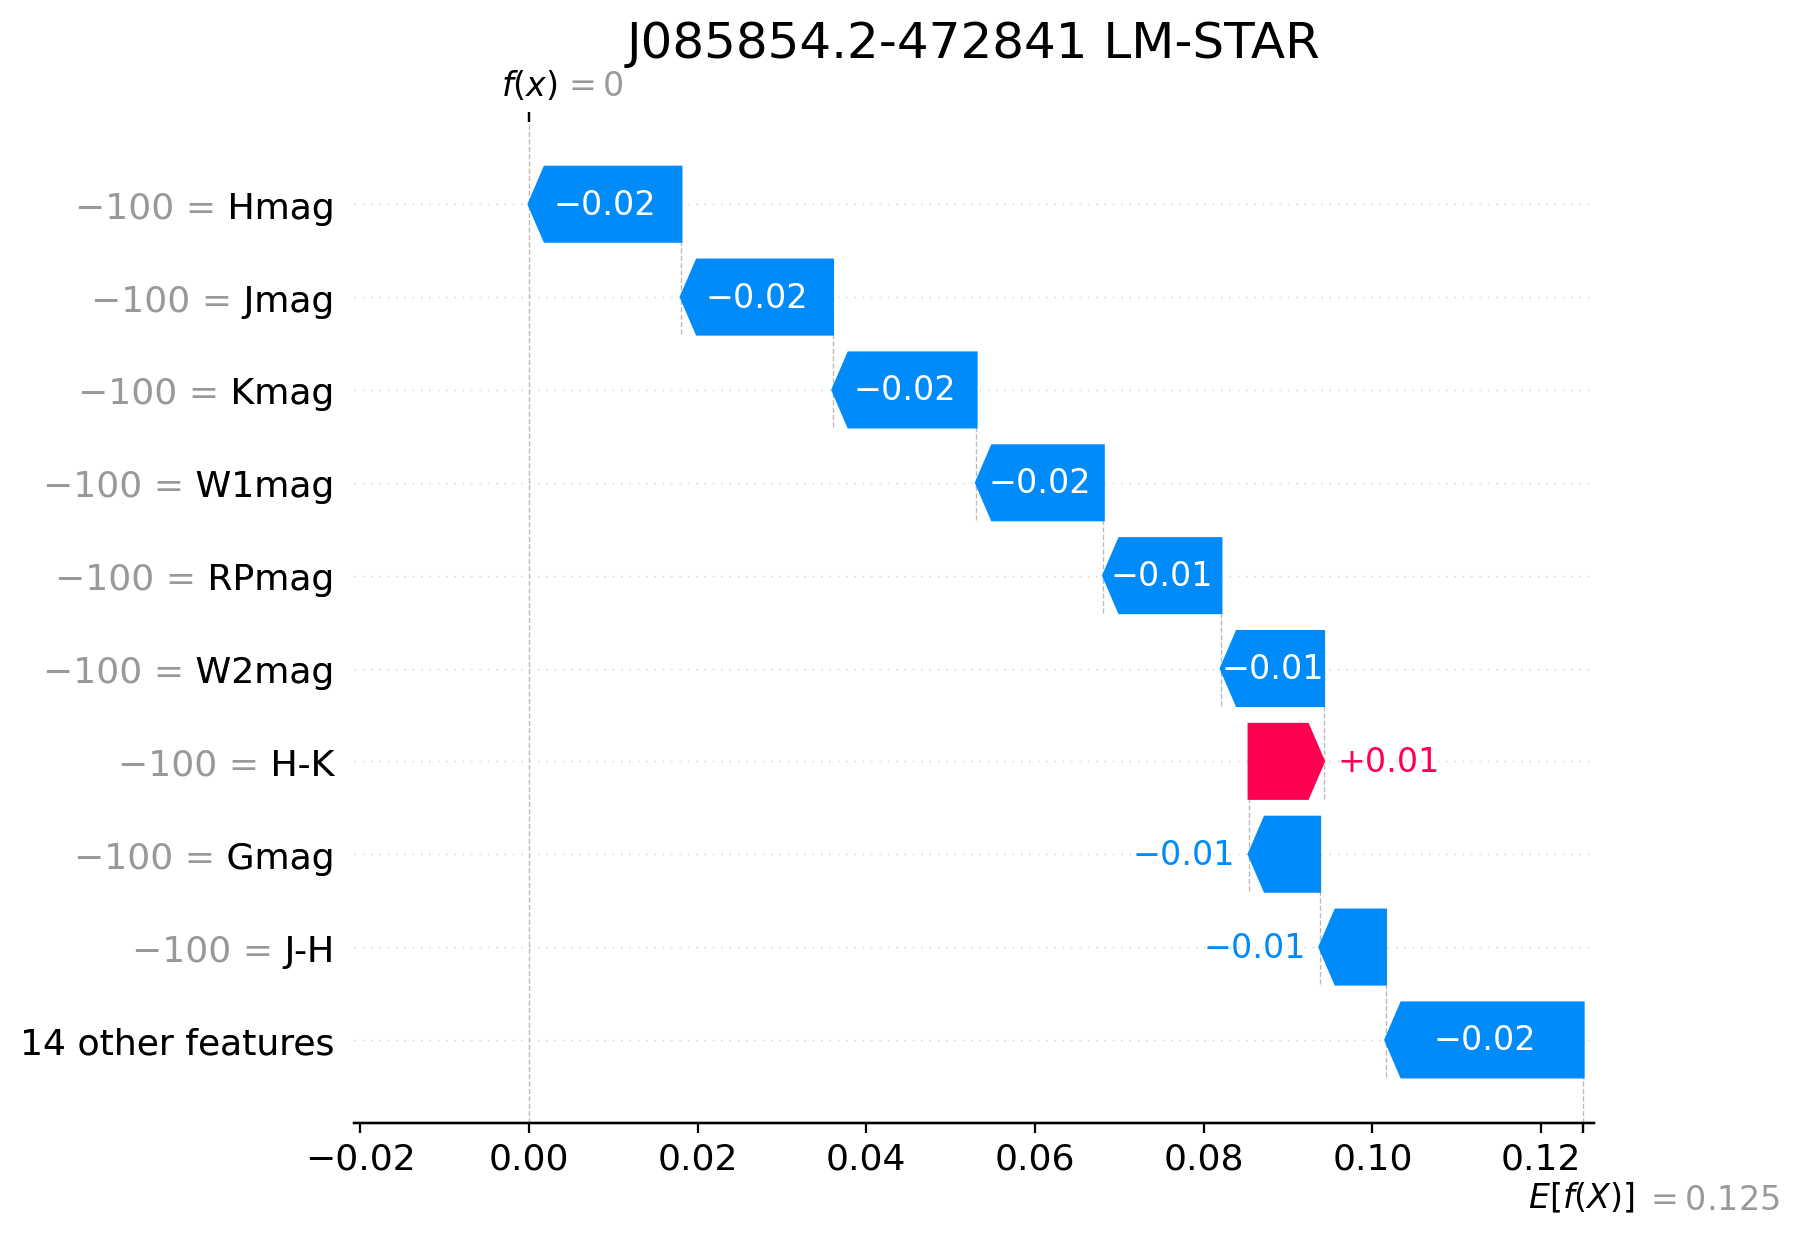 J085854.2-472841 LM-STAR
f(x) = 0
−100 = Hmag −0.02
−100 = Jmag −0.02
−100 = Kmag −0.02
−100 = W1mag −0.02
−100 = RPmag −0.01
−100 = W2mag −0.01
−100 = H-K +0.01
−100 = Gmag −0.01
−100 = J-H −0.01
14 other features −0.02
−0.02 0.00 0.02 0.04 0.06 0.08 0.10 0.12
E[f(X)] = 0.125